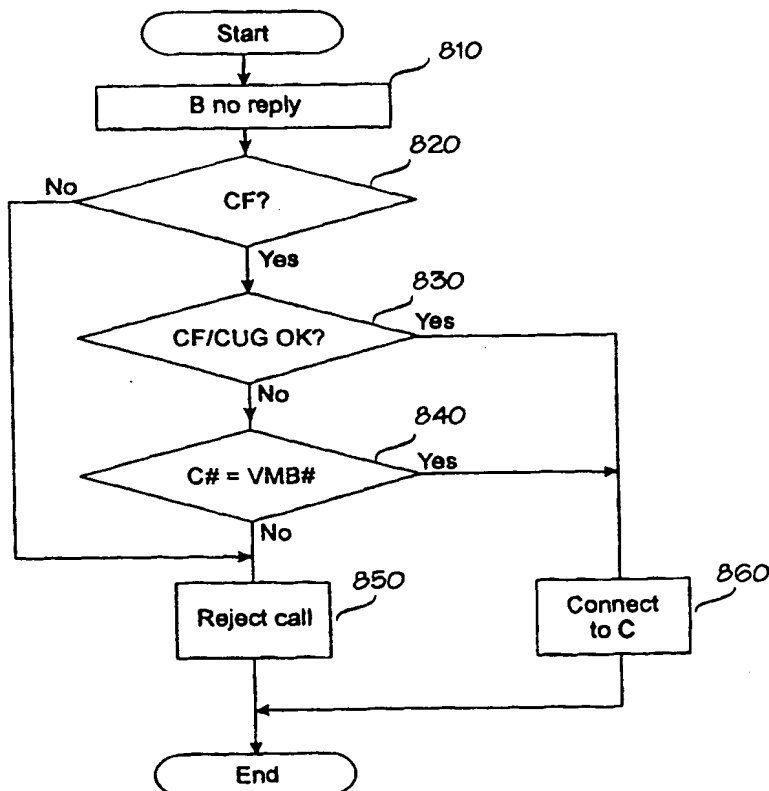 Start
810
B no reply
820
No
CF?
Yes
830
CF/CUG OK?
Yes
No
840
C# = VMB#
Yes
No
850
Reject call
860
Connect
to C
End